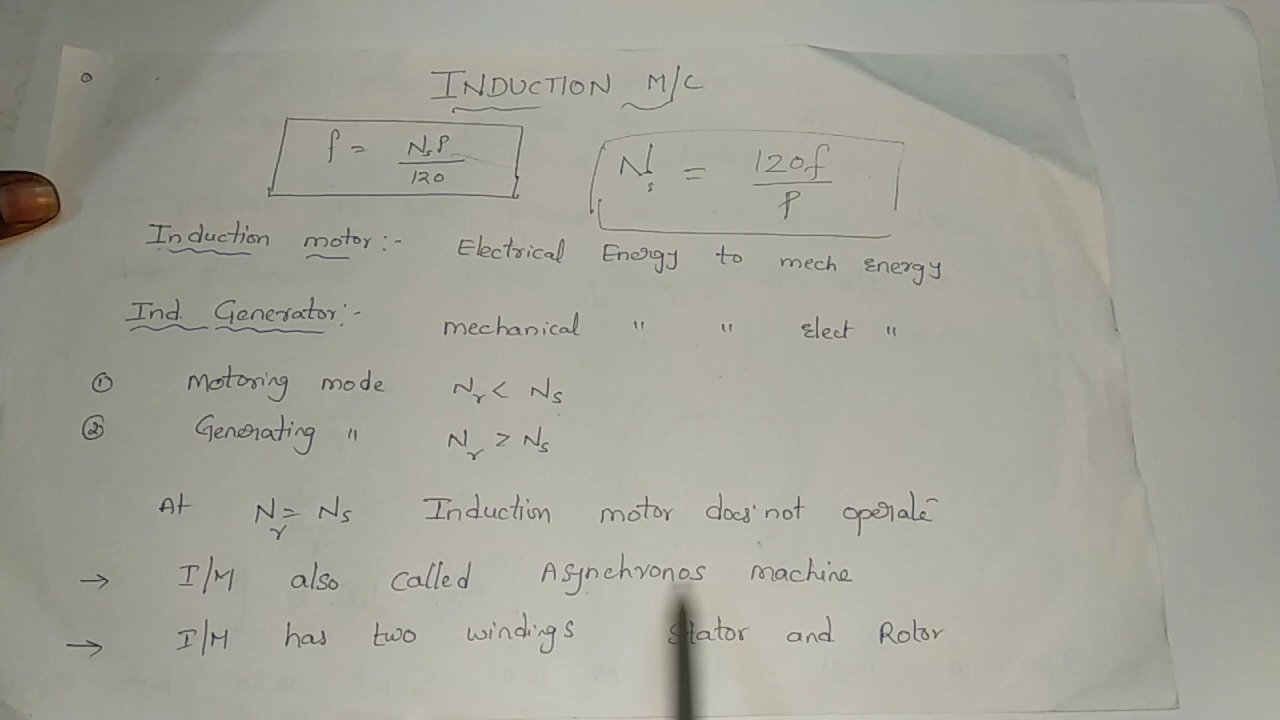 INDUCTION M/C
f = NsP / 120
Ns = 120f / P
Induction motor:- Electrical Energy to mech energy
Ind. Generator:- mechanical " " Elect "
① Motoring mode Nr < Ns
② Generating " Nr > Ns
At Nr = Ns Induction motor does not operate
→ I/M also called Asynchronos machine
→ I/M has two windings Stator and Rotor